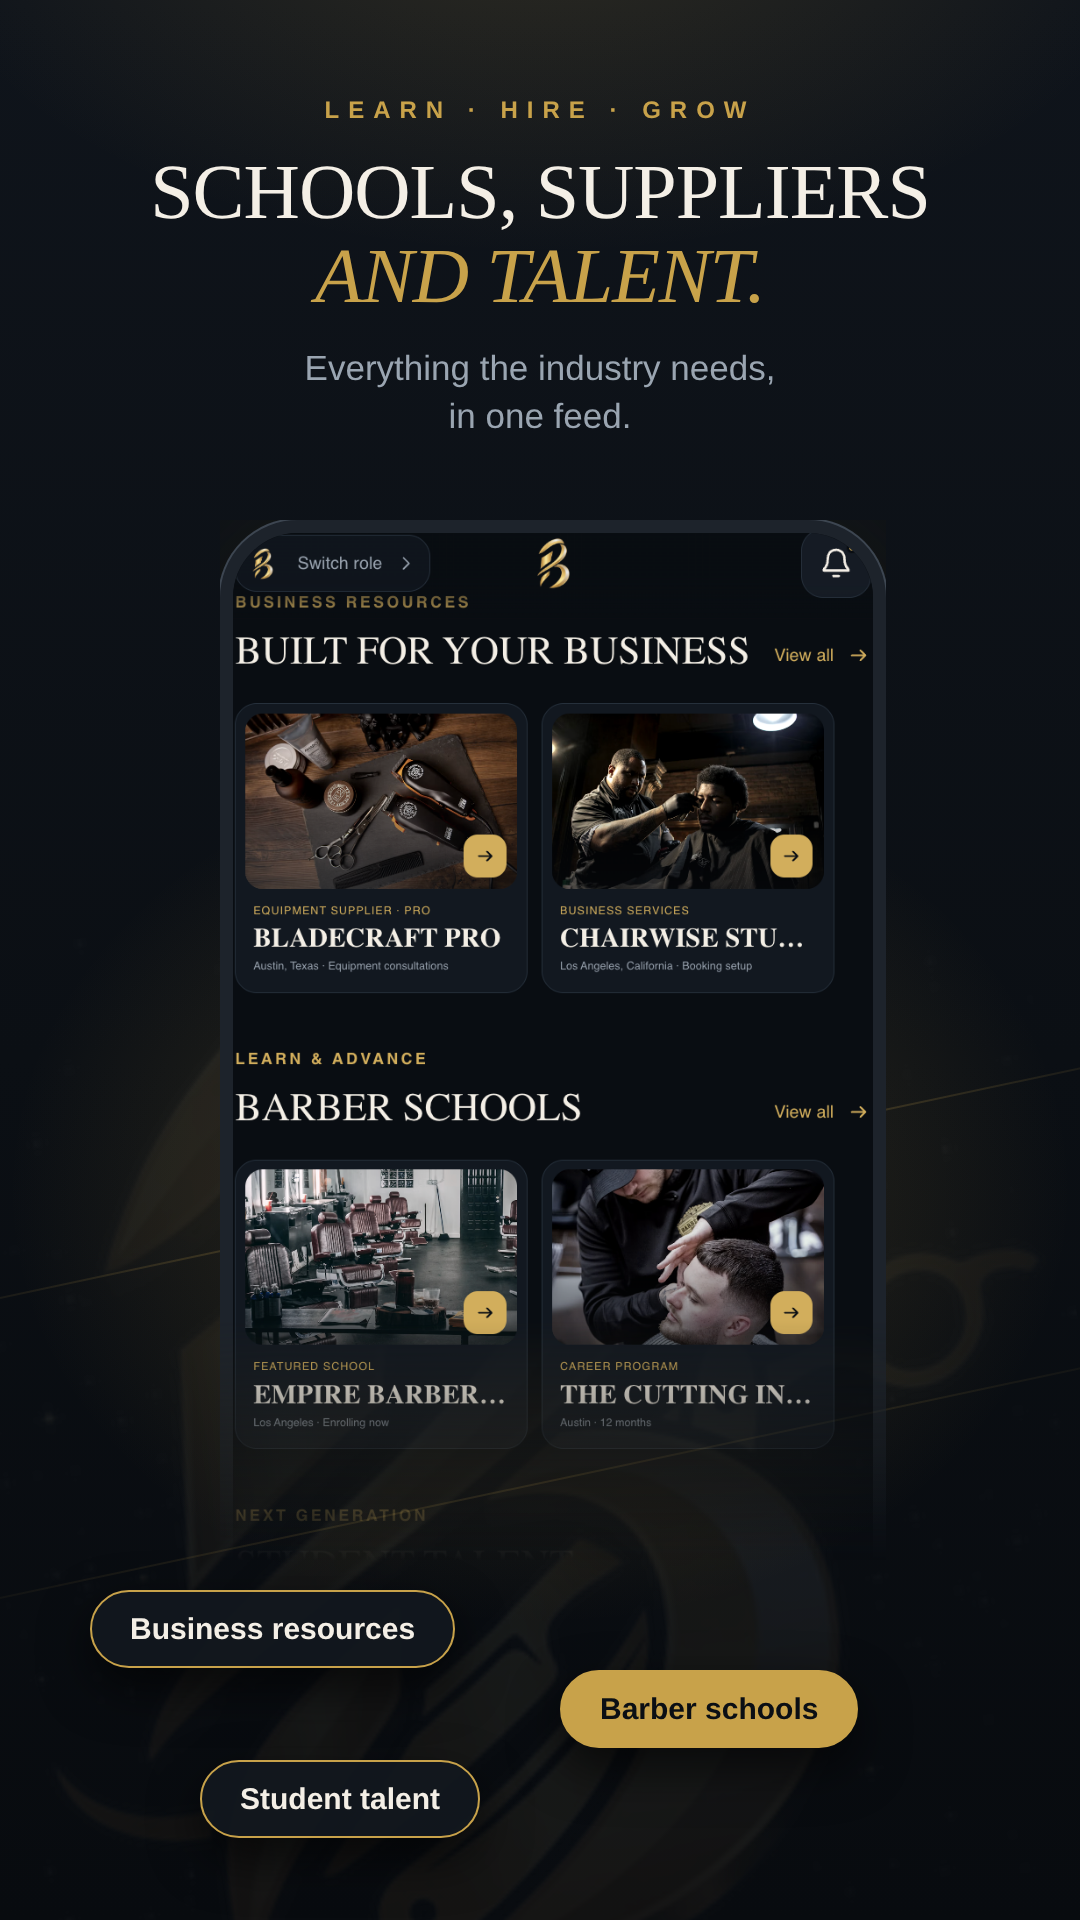 LEARN · HIRE · GROW
SCHOOLS, SUPPLIERS
AND TALENT.
Everything the industry needs,
in one feed.
Switch role
BUSINESS RESOURCES
BUILT FOR YOUR BUSINESS
View all
EQUIPMENT SUPPLIER · PRO
BLADECRAFT PRO
Austin, Texas · Equipment consultations
BUSINESS SERVICES
CHAIRWISE STU...
Los Angeles, California · Booking setup
LEARN & ADVANCE
BARBER SCHOOLS
View all
FEATURED SCHOOL
EMPIRE BARBER...
Los Angeles · Enrolling now
CAREER PROGRAM
THE CUTTING IN...
Austin · 12 months
NEXT GENERATION
STUDENT TALENT
Business resources
Barber schools
Student talent